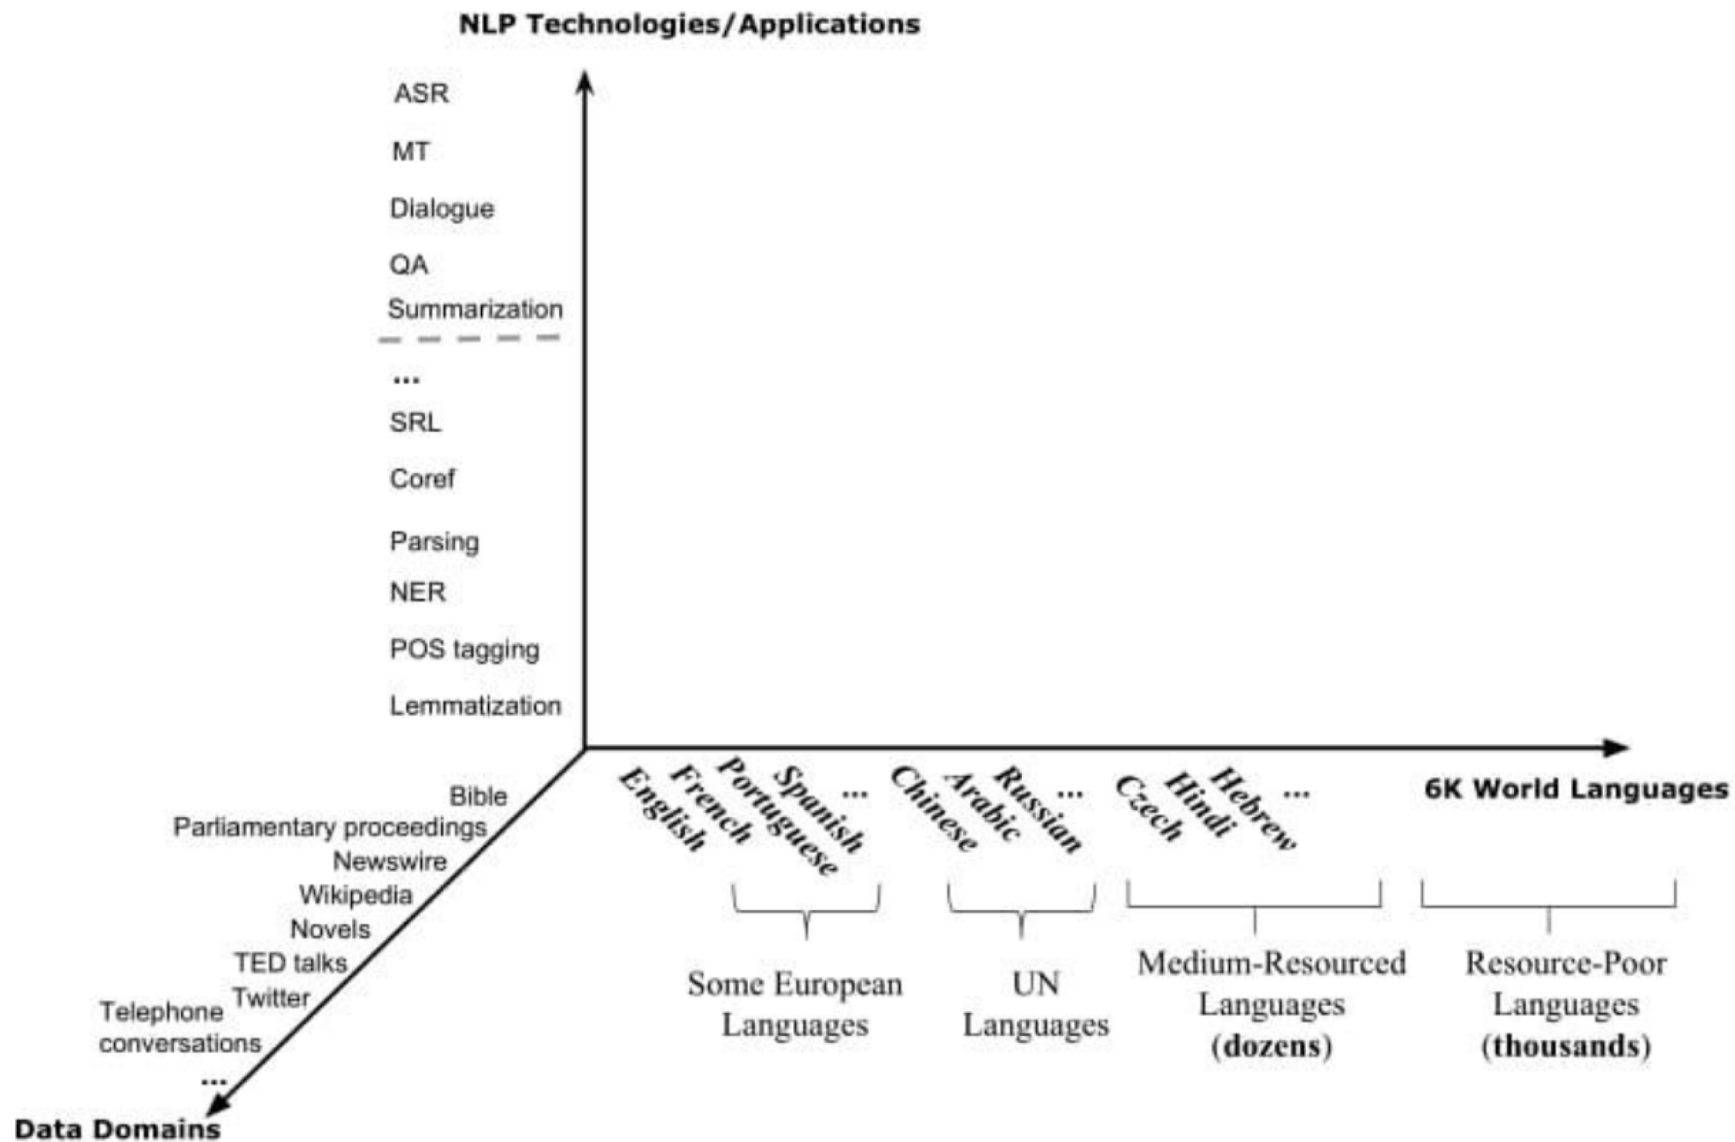 NLP Technologies/Applications
ASR
MT
Dialogue
QA
Summarization
...
SRL
Coref
Parsing
NER
POS tagging
Lemmatization
Bible
Parliamentary proceedings
Newswire
Wikipedia
Novels
TED talks
Twitter
Telephone
conversations
...
Data Domains
English
French
Portuguese
Spanish
...
Chinese
Arabic
Russian
...
Czech
Hindi
Hebrew
...
6K World Languages
Some European
Languages
UN
Languages
Medium-Resourced
Languages
(dozens)
Resource-Poor
Languages
(thousands)